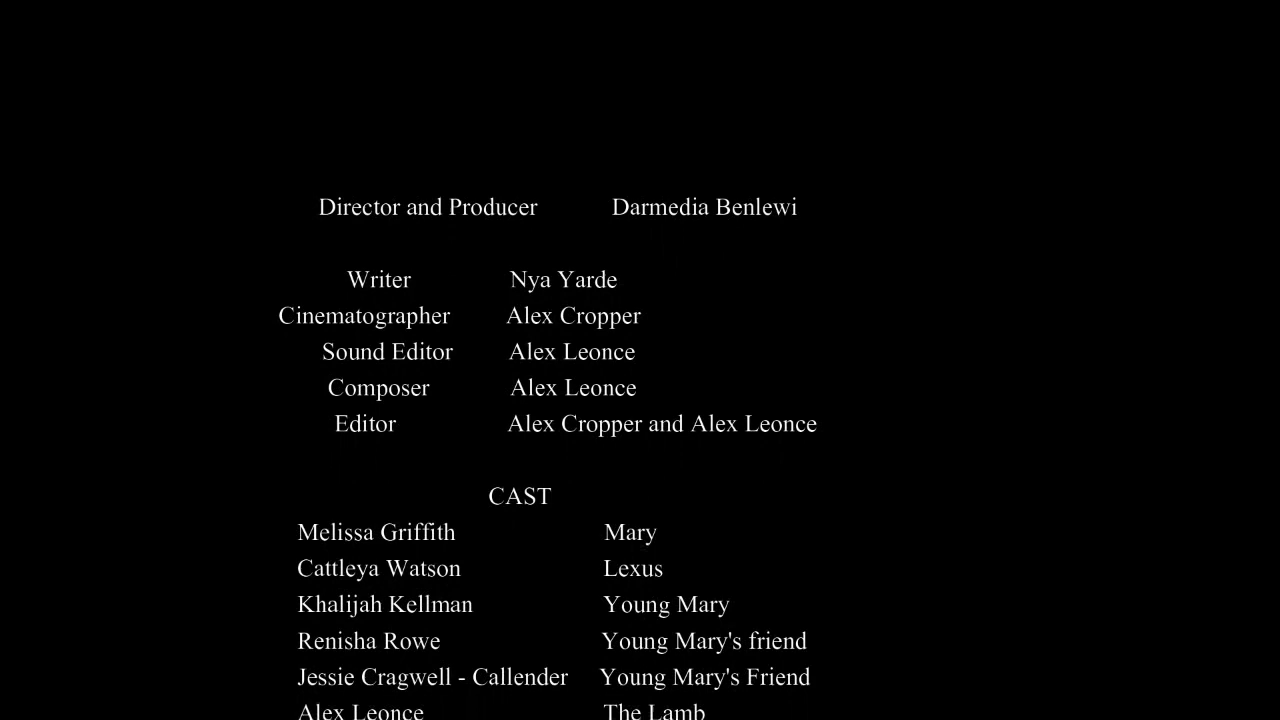 Director and Producer Darmedia Benlewi
Writer Nya Yarde
Cinematographer Alex Cropper
Sound Editor Alex Leonce
Composer Alex Leonce
Editor Alex Cropper and Alex Leonce
CAST
Melissa Griffith Mary
Cattleya Watson Lexus
Khalijah Kellman Young Mary
Renisha Rowe Young Mary's friend
Jessie Cragwell - Callender Young Mary's Friend
Alex Leonce The Lamb